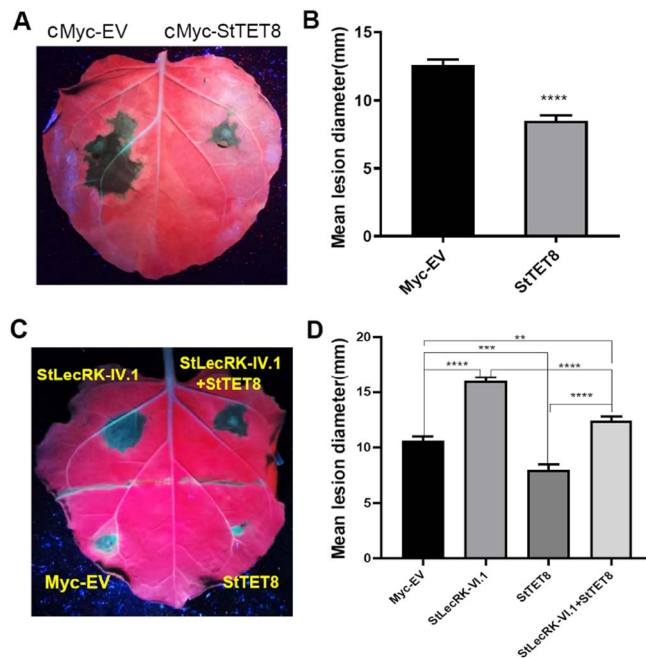 A
cMyc-EV
cMyc-StTET8
B
Mean lesion diameter(mm)
15
10
5
0
****
Myc-EV
StTET8
C
StLecRK-IV.1
StLecRK-IV.1
+StTET8
Myc-EV
StTET8
D
Mean lesion diameter(mm)
20
15
10
5
0
**
***
****
****
****
Myc-EV
StLecRK-VI.1
StTET8
StLecRK-VI.1+StTET8